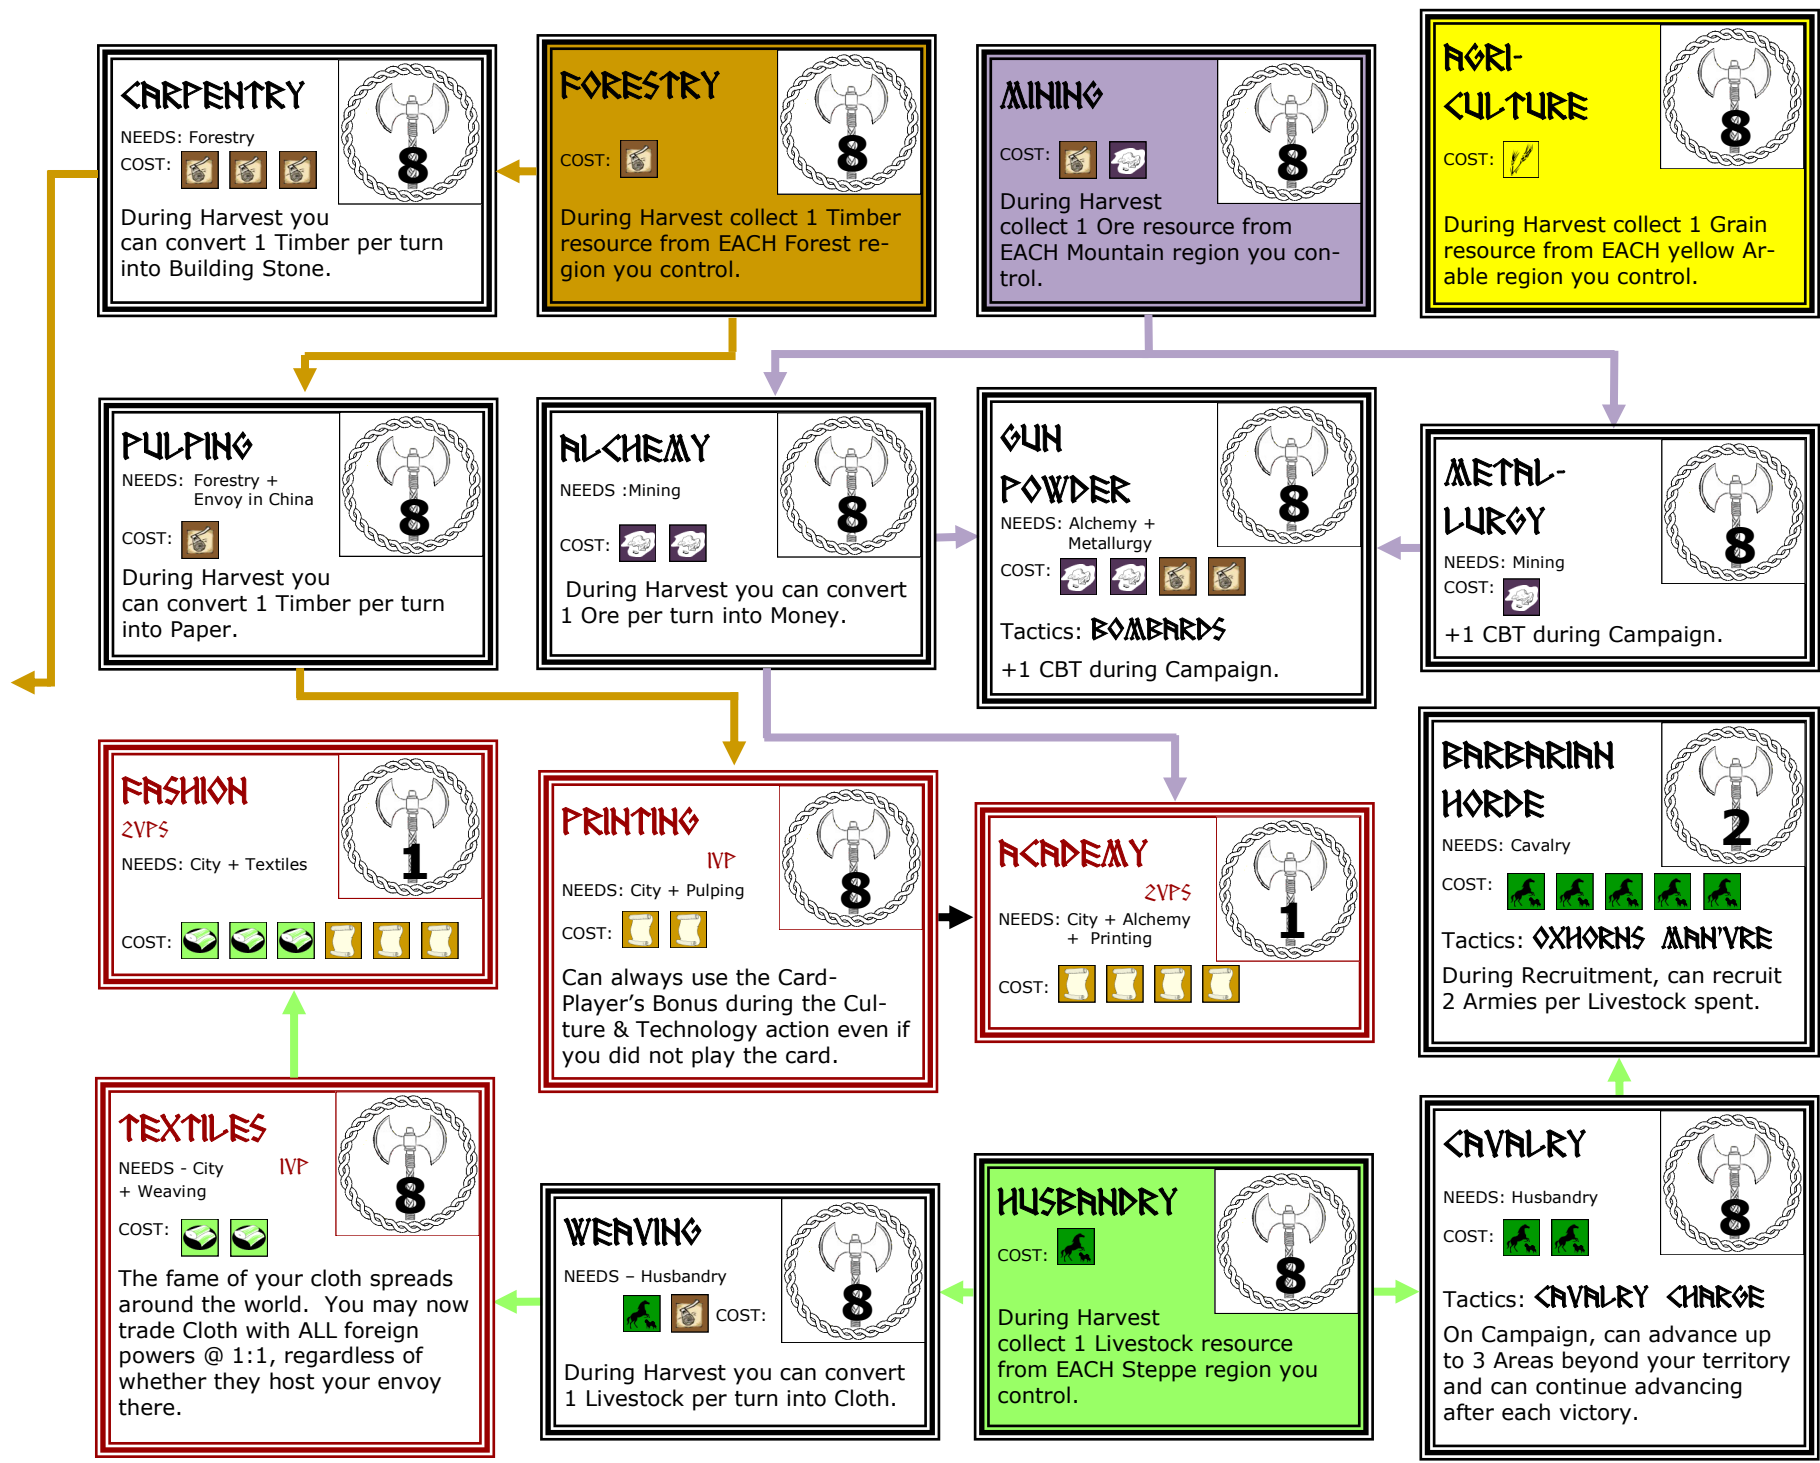 CARPENTRY
NEEDS: Forestry
COST:
8
During Harvest you
can convert 1 Timber per turn
into Building Stone.
FORESTRY
COST:
8
During Harvest collect 1 Timber
resource from EACH Forest re-
gion you control.
MINING
COST:
8
During Harvest
collect 1 Ore resource from
EACH Mountain region you con-
trol.
AGRI-
CULTURE
COST:
8
During Harvest collect 1 Grain
resource from EACH yellow Ar-
able region you control.
PULPING
NEEDS: Forestry +
Envoy in China
COST:
8
During Harvest you
can convert 1 Timber per turn
into Paper.
ALCHEMY
NEEDS :Mining
COST:
8
During Harvest you can convert
1 Ore per turn into Money.
GUN
POWDER
NEEDS: Alchemy +
Metallurgy
COST:
8
Tactics: BOMBARDS
+1 CBT during Campaign.
METAL-
LURGY
NEEDS: Mining
COST:
8
+1 CBT during Campaign.
FASHION
2VPS
NEEDS: City + Textiles
1
COST:
PRINTING
1VP
NEEDS: City + Pulping
COST:
8
Can always use the Card-
Player's Bonus during the Cul-
ture & Technology action even if
you did not play the card.
ACADEMY
2VPS
NEEDS: City + Alchemy
+ Printing
1
COST:
BARBARIAN
HORDE
2
NEEDS: Cavalry
COST:
Tactics: OXHORNS MAN'VRE
During Recruitment, can recruit
2 Armies per Livestock spent.
TEXTILES
NEEDS - City
+ Weaving
1VP
8
COST:
The fame of your cloth spreads
around the world. You may now
trade Cloth with ALL foreign
powers @ 1:1, regardless of
whether they host your envoy
there.
WEAVING
NEEDS – Husbandry
COST:
8
During Harvest you can convert
1 Livestock per turn into Cloth.
HUSBANDRY
COST:
8
During Harvest
collect 1 Livestock resource
from EACH Steppe region you
control.
CAVALRY
NEEDS: Husbandry
COST:
8
Tactics: CAVALRY CHARGE
On Campaign, can advance up
to 3 Areas beyond your territory
and can continue advancing
after each victory.